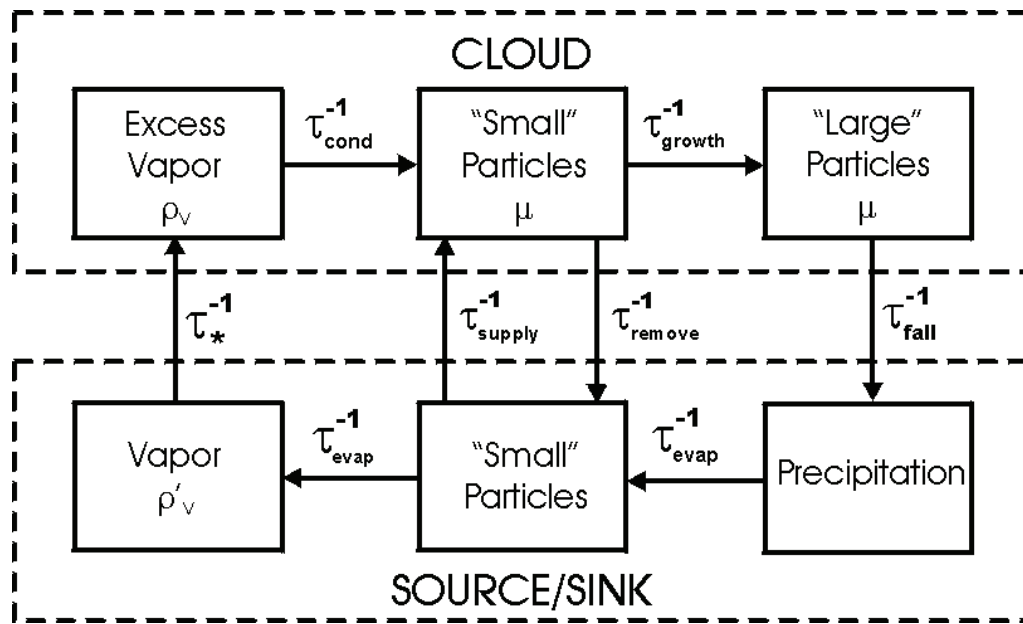 CLOUD
Excess
Vapor
ρv
τ-1cond
"Small"
Particles
μ
τ-1growth
"Large"
Particles
μ
τ-1*
τ-1supply
τ-1remove
τ-1fall
Vapor
ρ'v
τ-1evap
"Small"
Particles
τ-1evap
Precipitation
SOURCE/SINK